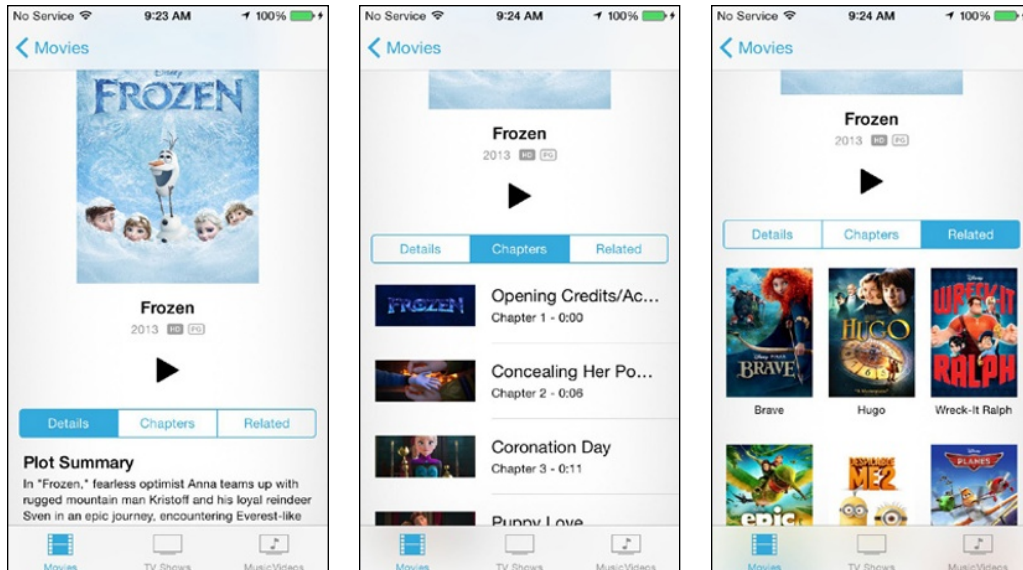 No Service 9:23 AM 100%
Movies
Disney
FROZEN
Frozen
2013 HD PG
Details Chapters Related
Plot Summary
In "Frozen," fearless optimist Anna teams up with
rugged mountain man Kristoff and his loyal reindeer
Sven in an epic journey, encountering Everest-like
Movies TV Shows Music Videos
No Service 9:24 AM 100%
Movies
Frozen
2013 HD PG
Details Chapters Related
FROZEN
Opening Credits/Ac...
Chapter 1 - 0:00
Concealing Her Po...
Chapter 2 - 0:06
Coronation Day
Chapter 3 - 0:11
Puppy Love
Movies TV Shows Music Videos
No Service 9:24 AM 100%
Movies
Frozen
2013 HD PG
Details Chapters Related
Disney PIXAR
BRAVE
HUGO
Disney
WRECK-IT
RALPH
Brave Hugo Wreck-It Ralph
epic
DESPICABLE
ME2
Disney
PLANES
Movies TV Shows Music Videos